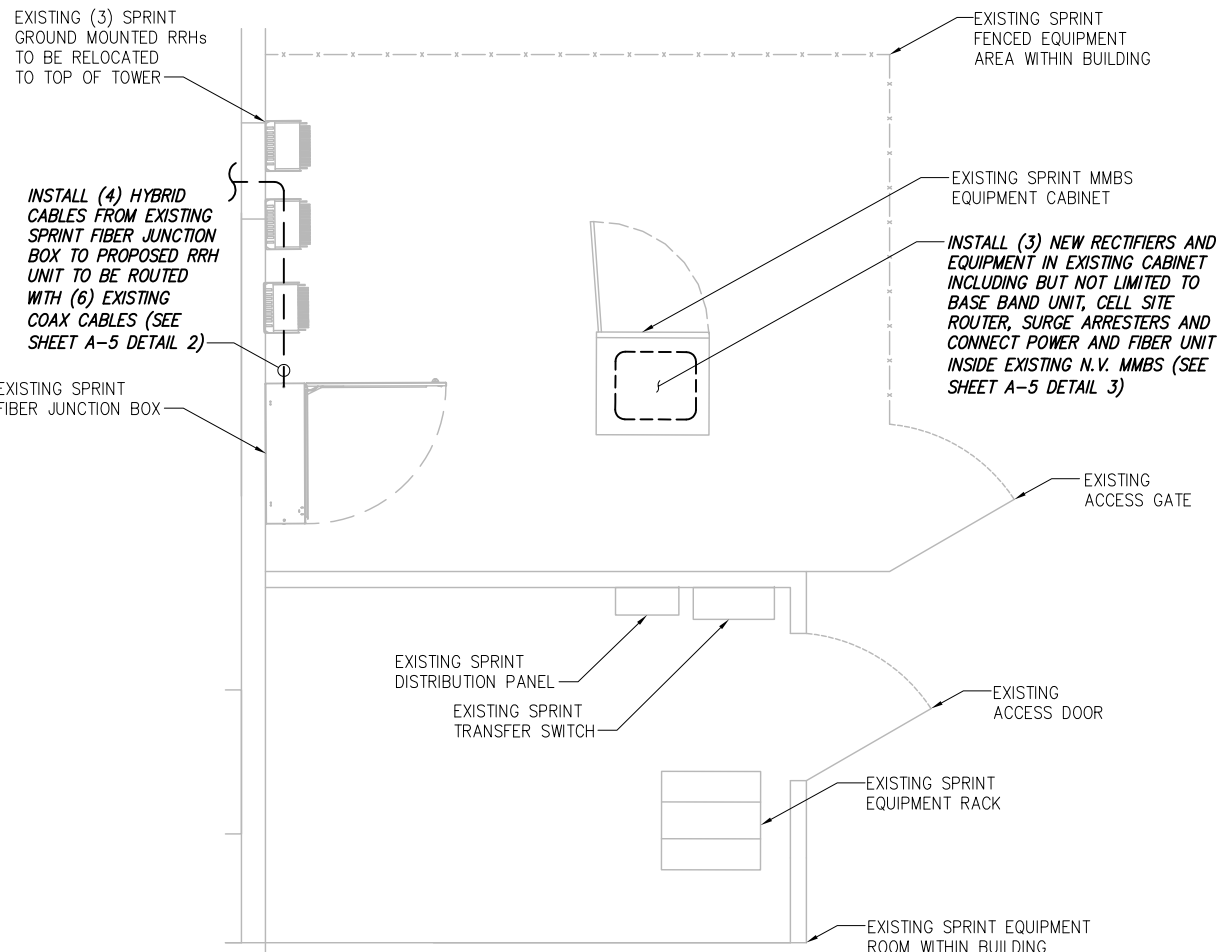 EXISTING (3) SPRINT
GROUND MOUNTED RRHs
TO BE RELOCATED
TO TOP OF TOWER
EXISTING SPRINT
FENCED EQUIPMENT
AREA WITHIN BUILDING
INSTALL (4) HYBRID
CABLES FROM EXISTING
SPRINT FIBER JUNCTION
BOX TO PROPOSED RRH
UNIT TO BE ROUTED
WITH (6) EXISTING
COAX CABLES (SEE
SHEET A-5 DETAIL 2)
EXISTING SPRINT MMBS
EQUIPMENT CABINET
INSTALL (3) NEW RECTIFIERS AND
EQUIPMENT IN EXISTING CABINET
INCLUDING BUT NOT LIMITED TO
BASE BAND UNIT, CELL SITE
ROUTER, SURGE ARRESTERS AND
CONNECT POWER AND FIBER UNIT
INSIDE EXISTING N.V. MMBS (SEE
SHEET A-5 DETAIL 3)
EXISTING SPRINT
FIBER JUNCTION BOX
EXISTING
ACCESS GATE
EXISTING SPRINT
DISTRIBUTION PANEL
EXISTING SPRINT
TRANSFER SWITCH
EXISTING
ACCESS DOOR
EXISTING SPRINT
EQUIPMENT RACK
EXISTING SPRINT EQUIPMENT
ROOM WITHIN BUILDING